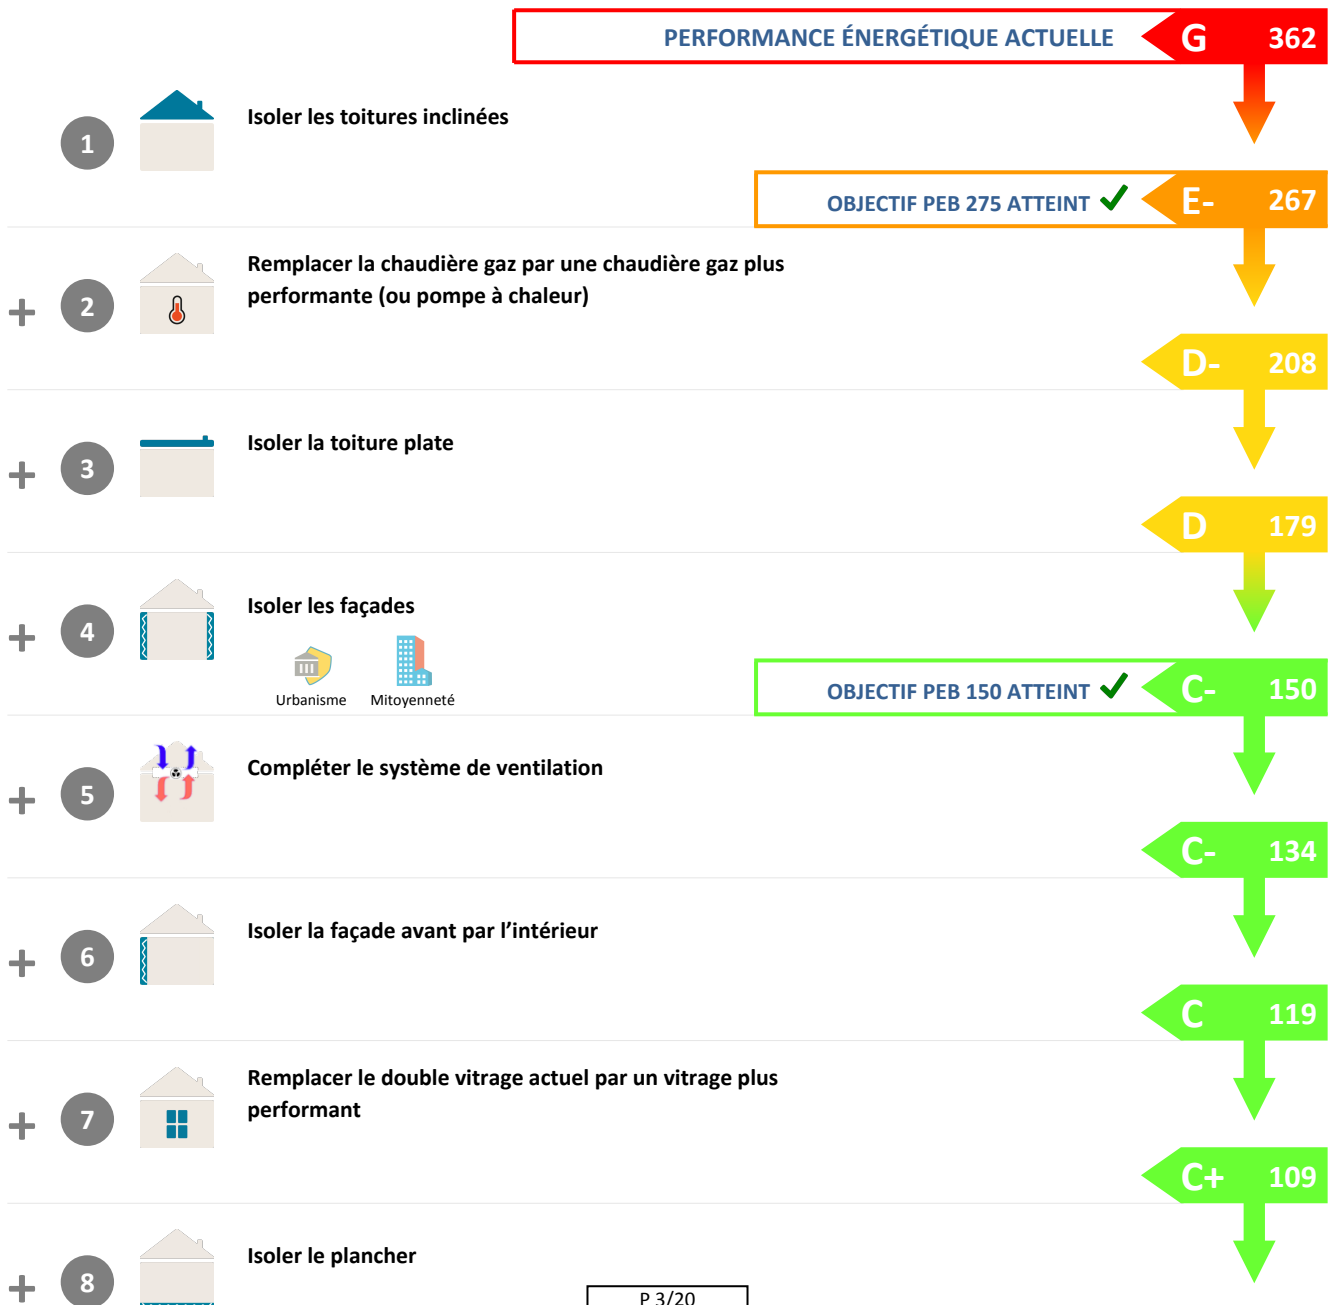 PERFORMANCE ÉNERGÉTIQUE ACTUELLE G 362
1 Isoler les toitures inclinées
OBJECTIF PEB 275 ATTEINT ✓ E- 267
+ 2 Remplacer la chaudière gaz par une chaudière gaz plus
performante (ou pompe à chaleur)
D- 208
+ 3 Isoler la toiture plate
D 179
+ 4 Isoler les façades
Urbanisme Mitoyenneté
OBJECTIF PEB 150 ATTEINT ✓ C- 150
+ 5 Compléter le système de ventilation
C- 134
+ 6 Isoler la façade avant par l’intérieur
C 119
+ 7 Remplacer le double vitrage actuel par un vitrage plus
performant
C+ 109
+ 8 Isoler le plancher
P 3/20